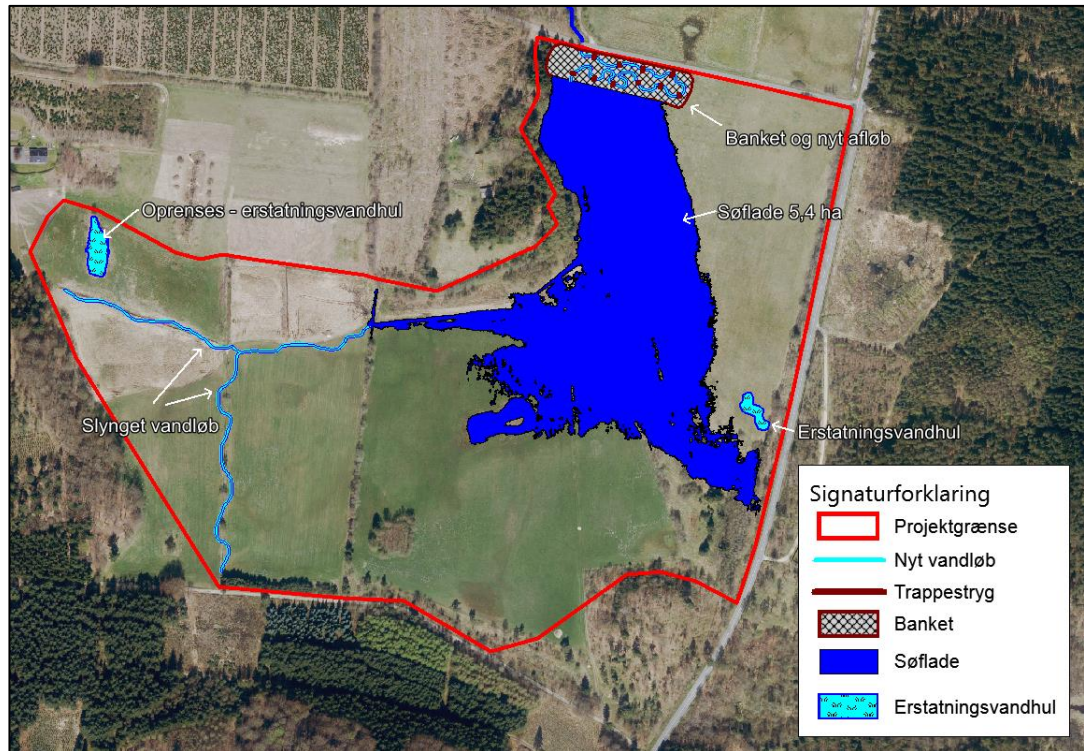 Banket og nyt afløb
Oprenses - erstatningsvandhul
Søflade 5,4 ha
Slynget vandløb
Erstatningsvandhul
Signaturforklaring
Projektgrænse
Nyt vandløb
Trappestryg
Banket
Søflade
Erstatningsvandhul